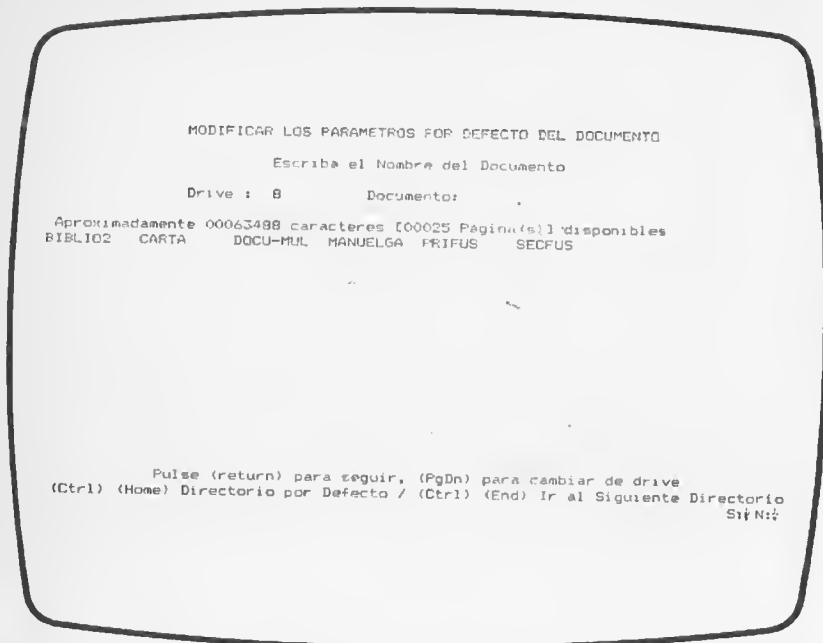 MODIFICAR LOS PARAMETROS POR DEFECTO DEL DOCUMENTO
Escriba el Nombre del Documento
Drive : B Documento:
Aproximadamente 00063488 caracteres [00025 Pagina(s)] disponibles
BIBLIO2 CARTA DOCU-MUL MANUELGA PRIFUS SECFUS
Pulse (return) para seguir, (PgDn) para cambiar de drive
(Ctrl) (Home) Directorio por Defecto / (Ctrl) (End) Ir al Siguiente Directorio
S:↓ N:↓